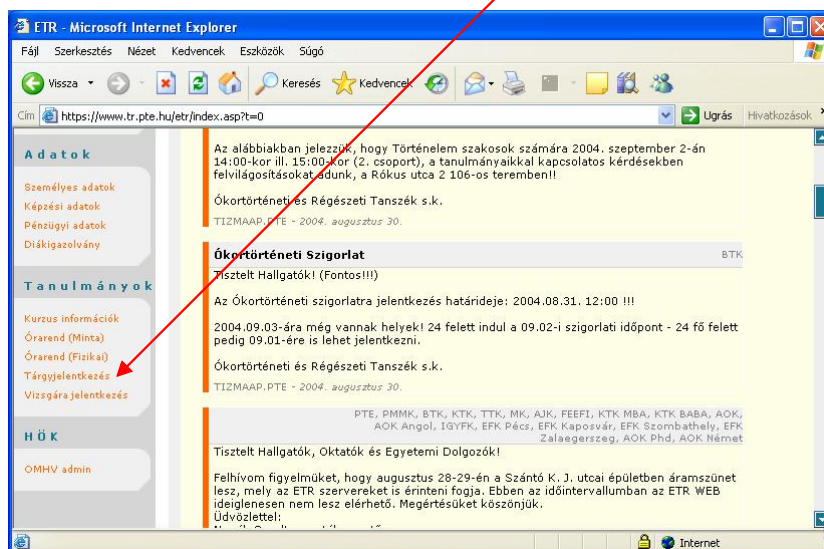 ETR - Microsoft Internet Explorer
Fájl Szerkesztés Nézet Kedvencek Eszközök Súgó
Vissza Keresés Kedvencek
Cím https://www.tr.pte.hu/etr/index.asp?t=0 Ugrás Hivatkozások
Adatok
Személyes adatok
Képzési adatok
Pénzügyi adatok
Diákigazolvány
Tanulmányok
Kurzus információk
Órarend (Minta)
Órarend (Fizikai)
Tárgyjelentkezés
Vizsgára jelentkezés
HÖK
OMHV admin
Az alábbiakban jelezzük, hogy Történelem szakosok számára 2004. szeptember 2-án
14:00-kor ill. 15:00-kor (2. csoport), a tanulmányaikkal kapcsolatos kérdésekben
felvilágosításokat adunk, a Rókus utca 2 106-os teremben!!
Ókortörténeti és Régészeti Tanszék s.k.
TIZMAAP.PTE - 2004. augusztus 30.
Ókortörténeti Szigorlat BTK
Tisztelt Hallgatók! (Fontos!!!)
Az Ókortörténeti szigorlatra jelentkezés határideje: 2004.08.31. 12:00 !!!
2004.09.03-ára még vannak helyek! 24 felett indul a 09.02-i szigorlati időpont - 24 fő felett
pedig 09.01-ére is lehet jelentkezni.
Ókortörténeti és Régészeti Tanszék s.k.
TIZMAAP.PTE - 2004. augusztus 30.
PTE, PMMK, BTK, KTK, TTK, MK, AJK, FEEFI, KTK MBA, KTK BABA, AOK,
AOK Angol, IGYFK, EFK Pécs, EFK Kaposvár, EFK Szombathely, EFK
Zalaegerszeg, AOK Phd, AOK Német
Tisztelt Hallgatók, Oktatók és Egyetemi Dolgozók!
Felhívom figyelmüket, hogy augusztus 28-29-én a Szántó K. J. utcai épületben áramszünet
lesz, mely az ETR szervereket is érinteni fogja. Ebben az időintervallumban az ETR WEB
ideiglenesen nem lesz elérhető. Megértésüket köszönjük.
Üdvözlettel:
Internet